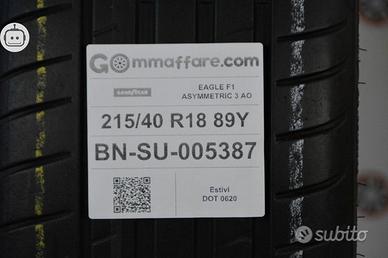 GOmmaffare.com
GOODYEAR
EAGLE F1
ASYMMETRIC 3 AO
215/40 R18 89Y
BN-SU-005387
Estivi
DOT 0620
subito